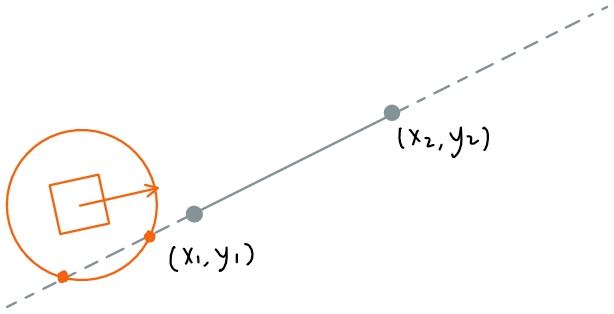 (x₂, y₂)
(x₁, y₁)